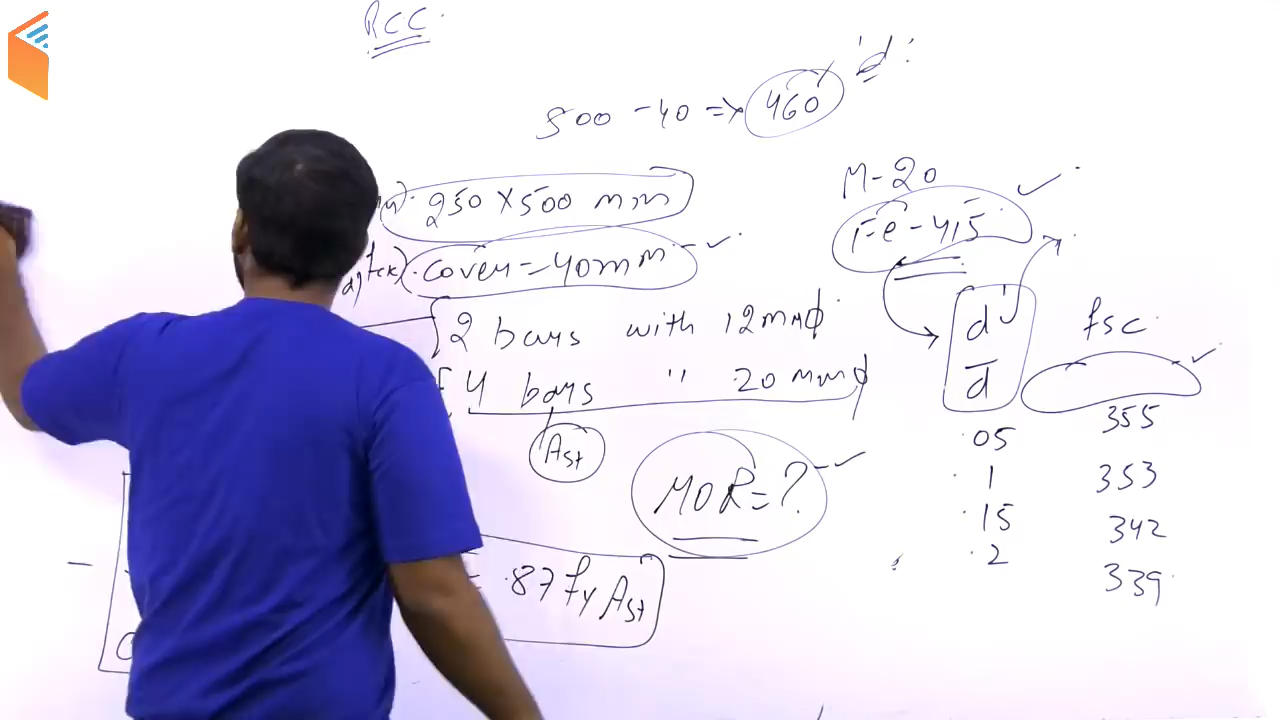 RCC
500 - 40 => 460 'd'
M-20
250 X 500 mm
Fe-415
fck) cover = 40mm
2 bars with 12mmϕ
4 bars " 20 mmϕ
Ast
MOR = ?
= .87 fy Ast
d' fsc
d
.05 355
.1 353
.15 342
.2 339